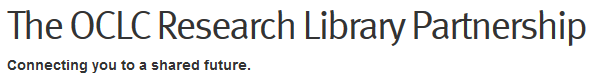 The OCLC Research Library Partnership
Connecting you to a shared future.